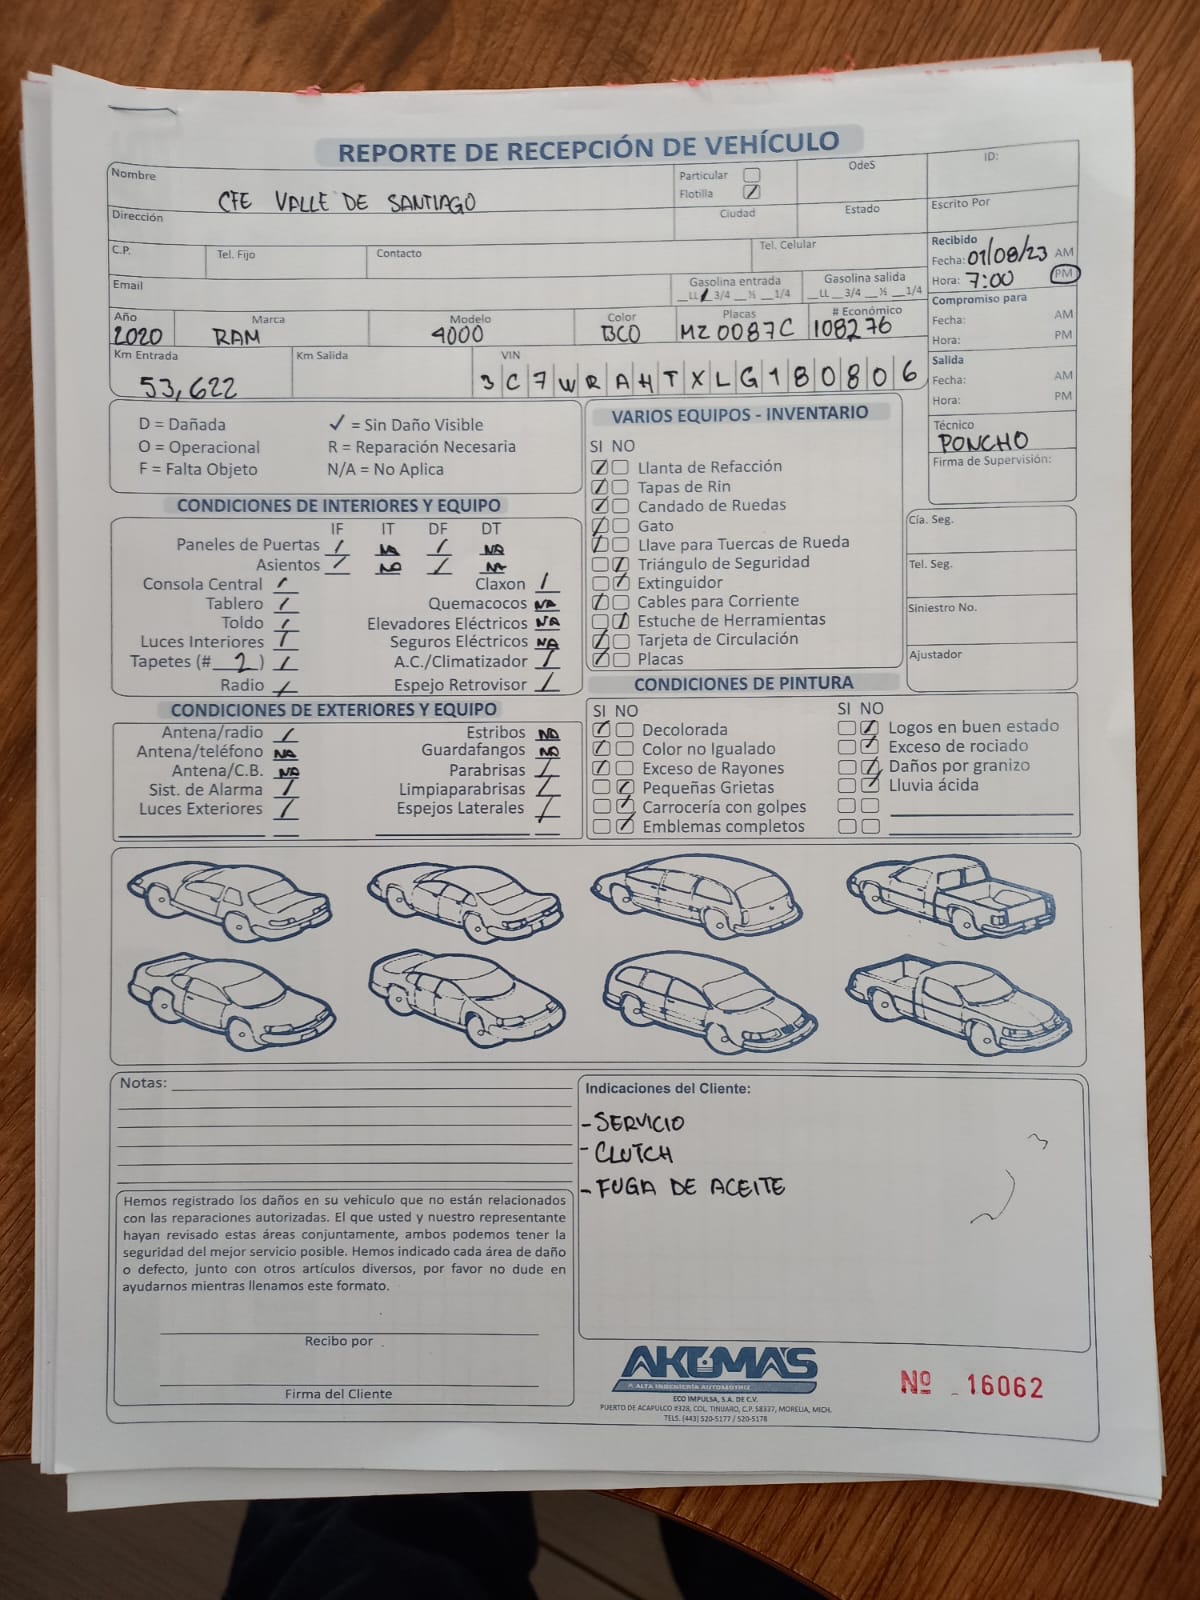 REPORTE DE RECEPCIÓN DE VEHÍCULO
Nombre CFE VALLE DE SANTIAGO
Particular
Flotilla ✓
OdeS
ID:
Dirección
Ciudad
Estado
Escrito Por
C.P.
Tel. Fijo
Contacto
Tel. Celular
Recibido
Fecha: 01/08/23 AM
Hora: 7:00 PM
Email
Gasolina entrada
__LL ✓ 3/4 __½ __1/4
Gasolina salida
__LL __3/4 __½ __1/4
Compromiso para
Fecha: AM
Hora: PM
Año 2020
Marca RAM
Modelo 4000
Color BCO
Placas MZ0087C
# Económico 108276
Km Entrada 53,622
Km Salida
VIN 3C7WRAHTXLG180806
Salida
Fecha: AM
Hora: PM
Técnico
PONCHO
Firma de Supervisión:
D = Dañada ✓ = Sin Daño Visible
O = Operacional R = Reparación Necesaria
F = Falta Objeto N/A = No Aplica
CONDICIONES DE INTERIORES Y EQUIPO
IF IT DF DT
Paneles de Puertas ✓ NA ✓ NA
Asientos ✓ NA ✓ NA
Consola Central ✓ Claxon ✓
Tablero ✓ Quemacocos NA
Toldo ✓ Elevadores Eléctricos NA
Luces Interiores ✓ Seguros Eléctricos NA
Tapetes (# 2 ) ✓ A.C./Climatizador ✓
Radio ✓ Espejo Retrovisor ✓
VARIOS EQUIPOS - INVENTARIO
SI NO
Llanta de Refacción
Tapas de Rin
Candado de Ruedas
Gato
Llave para Tuercas de Rueda
Triángulo de Seguridad
Extinguidor
Cables para Corriente
Estuche de Herramientas
Tarjeta de Circulación
Placas
Cía. Seg.
Tel. Seg.
Siniestro No.
Ajustador
CONDICIONES DE EXTERIORES Y EQUIPO
Antena/radio ✓ Estribos NA
Antena/teléfono NA Guardafangos NA
Antena/C.B. NA Parabrisas ✓
Sist. de Alarma ✓ Limpiaparabrisas ✓
Luces Exteriores ✓ Espejos Laterales ✓
CONDICIONES DE PINTURA
SI NO SI NO
Decolorada Logos en buen estado
Color no Igualado Exceso de rociado
Exceso de Rayones Daños por granizo
Pequeñas Grietas Lluvia ácida
Carrocería con golpes
Emblemas completos
Notas:
Indicaciones del Cliente:
- SERVICIO
- CLUTCH
- FUGA DE ACEITE
Hemos registrado los daños en su vehiculo que no están relacionados
con las reparaciones autorizadas. El que usted y nuestro representante
hayan revisado estas áreas conjuntamente, ambos podemos tener la
seguridad del mejor servicio posible. Hemos indicado cada área de daño
o defecto, junto con otros artículos diversos, por favor no dude en
ayudarnos mientras llenamos este formato.
Recibo por
Firma del Cliente
AKUMA'S
ALTA INGENIERÍA AUTOMOTRIZ
ECO IMPULSA, S.A. DE C.V.
PUERTO DE ACAPULCO #328, COL. TINIJARO, C.P. 58337, MORELIA, MICH.
TELS. (443) 520-5177 / 520-5178
Nº 16062